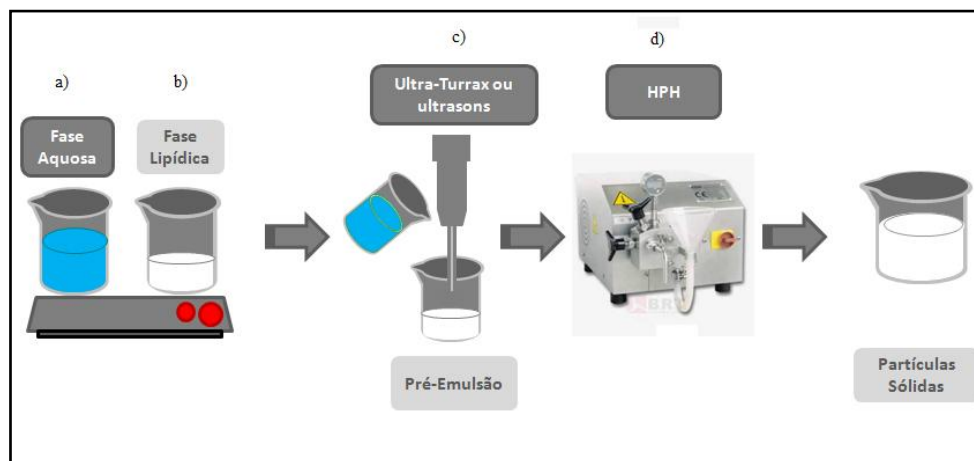 a)
b)
c)
d)
Fase
Aquosa
Fase
Lipídica
Ultra-Turrax ou
ultrasons
HPH
Pré-Emulsão
Partículas
Sólidas